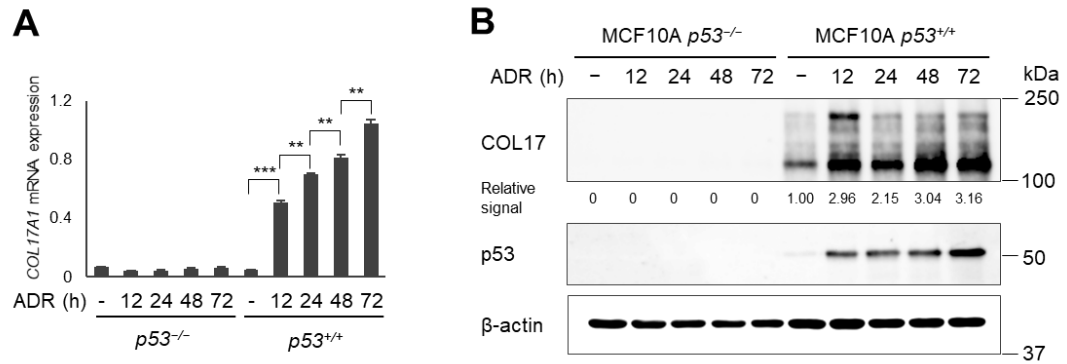 A
COL17A1 mRNA expression
1.2
0.8
0.4
0
***
**
**
**
ADR (h) - 12 24 48 72 - 12 24 48 72
p53–/– p53+/+
B
MCF10A p53–/– MCF10A p53+/+
ADR (h) – 12 24 48 72 – 12 24 48 72 kDa
COL17
250
100
Relative
signal
0 0 0 0 0 1.00 2.96 2.15 3.04 3.16
p53
50
β-actin
37